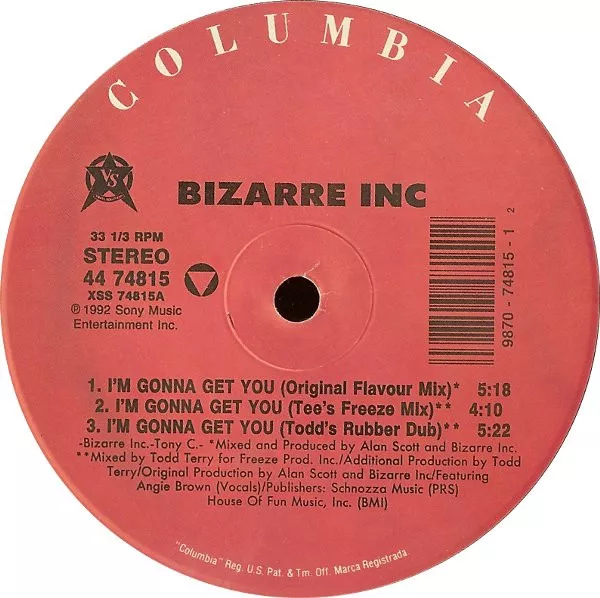 COLUMBIA
VS
BIZARRE INC
33 1/3 RPM
STEREO
44 74815
XSS 74815A
℗ 1992 Sony Music
Entertainment Inc.
9870 - 74815 - 1 2
1. I'M GONNA GET YOU (Original Flavour Mix)* 5:18
2. I'M GONNA GET YOU (Tee's Freeze Mix)** 4:10
3. I'M GONNA GET YOU (Todd's Rubber Dub)** 5:22
-Bizarre Inc.-Tony C.- *Mixed and Produced by Alan Scott and Bizarre Inc.
**Mixed by Todd Terry for Freeze Prod. Inc./Additional Production by Todd
Terry/Original Production by Alan Scott and Bizarre Inc/Featuring
Angie Brown (Vocals)/Publishers: Schnozza Music (PRS)
House Of Fun Music, Inc. (BMI)
"Columbia" Reg. U.S. Pat. & Tm. Off. Marca Registrada.